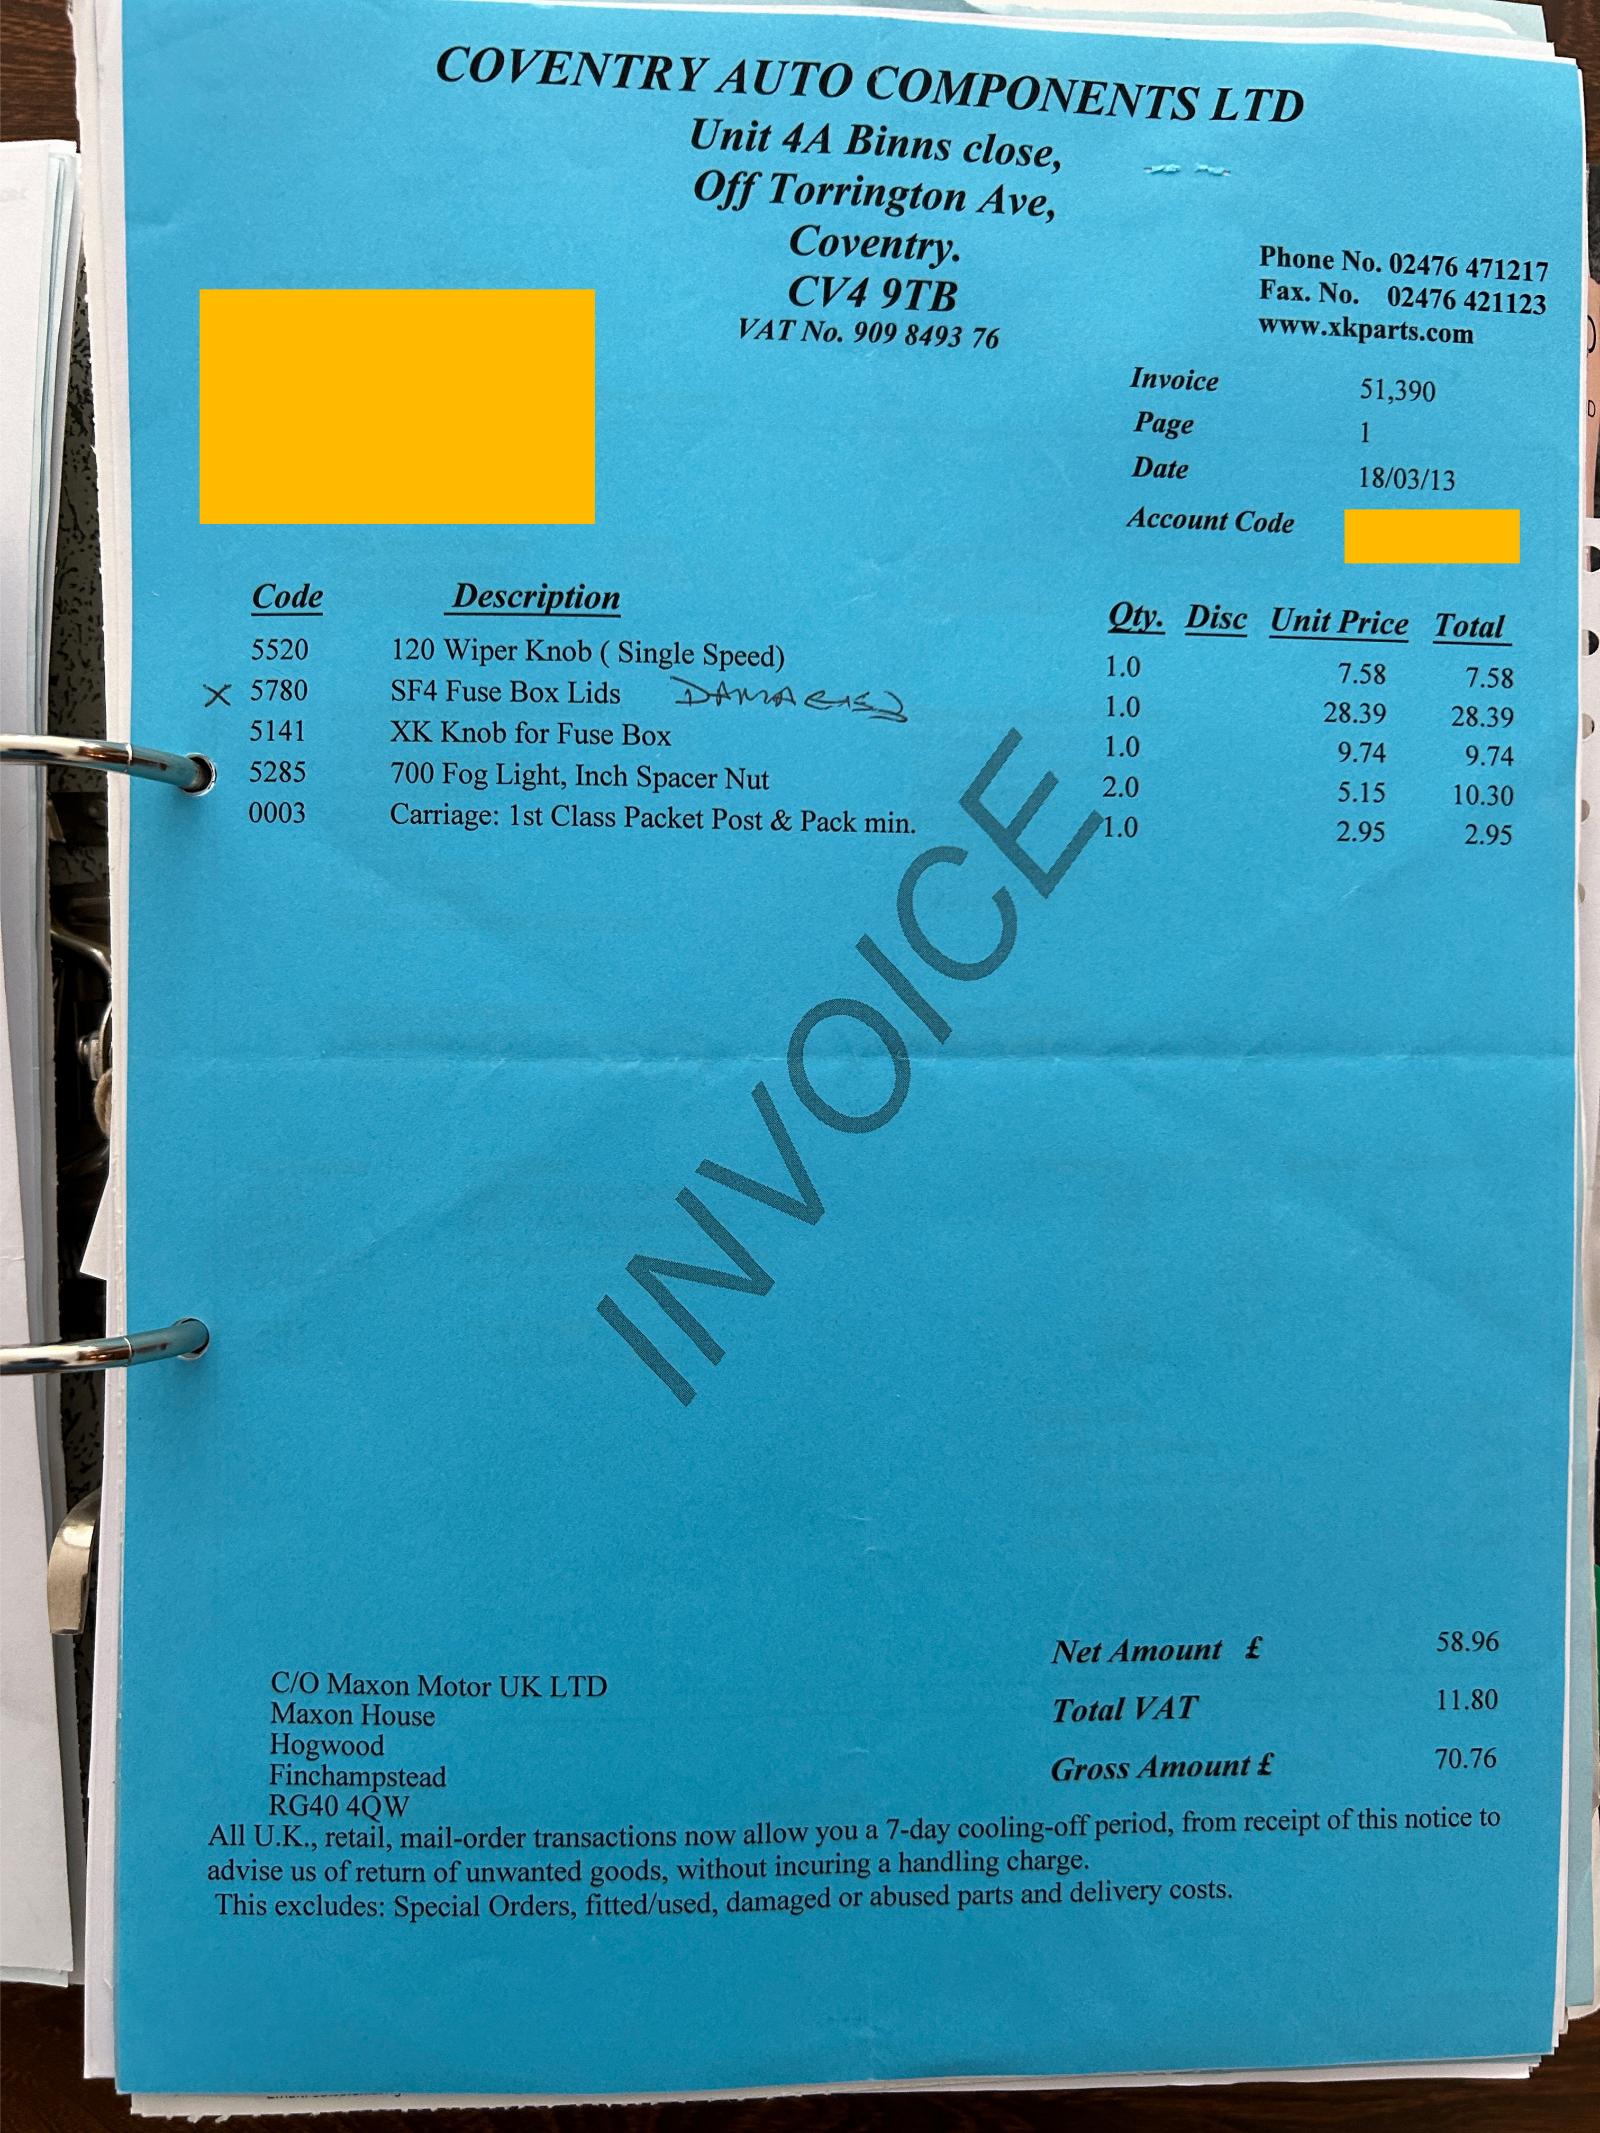 COVENTRY AUTO COMPONENTS LTD
Unit 4A Binns close,
Off Torrington Ave,
Coventry.
CV4 9TB
VAT No. 909 8493 76
Phone No. 02476 471217
Fax. No. 02476 421123
www.xkparts.com
Invoice 51,390
Page 1
Date 18/03/13
Account Code
Code Description Qty. Disc Unit Price Total
5520 120 Wiper Knob ( Single Speed) 1.0 7.58 7.58
X 5780 SF4 Fuse Box Lids DAMAGED 1.0 28.39 28.39
5141 XK Knob for Fuse Box 1.0 9.74 9.74
5285 700 Fog Light, Inch Spacer Nut 2.0 5.15 10.30
0003 Carriage: 1st Class Packet Post & Pack min. 1.0 2.95 2.95
INVOICE
Net Amount £ 58.96
Total VAT 11.80
Gross Amount £ 70.76
C/O Maxon Motor UK LTD
Maxon House
Hogwood
Finchampstead
RG40 4QW
All U.K., retail, mail-order transactions now allow you a 7-day cooling-off period, from receipt of this notice to
advise us of return of unwanted goods, without incuring a handling charge.
This excludes: Special Orders, fitted/used, damaged or abused parts and delivery costs.